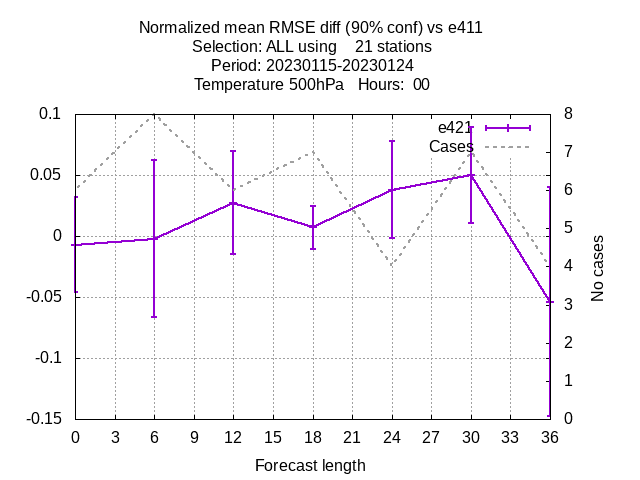 Normalized mean RMSE diff (90% conf) vs e411
Selection: ALL using    21 stations
Period: 20230115-20230124
Temperature 500hPa   Hours:  00
0.1
0.05
0
-0.05
-0.1
-0.15
e421
Cases
8
7
6
5
4
3
2
1
0
No cases
0 3 6 9 12 15 18 21 24 27 30 33 36
Forecast length